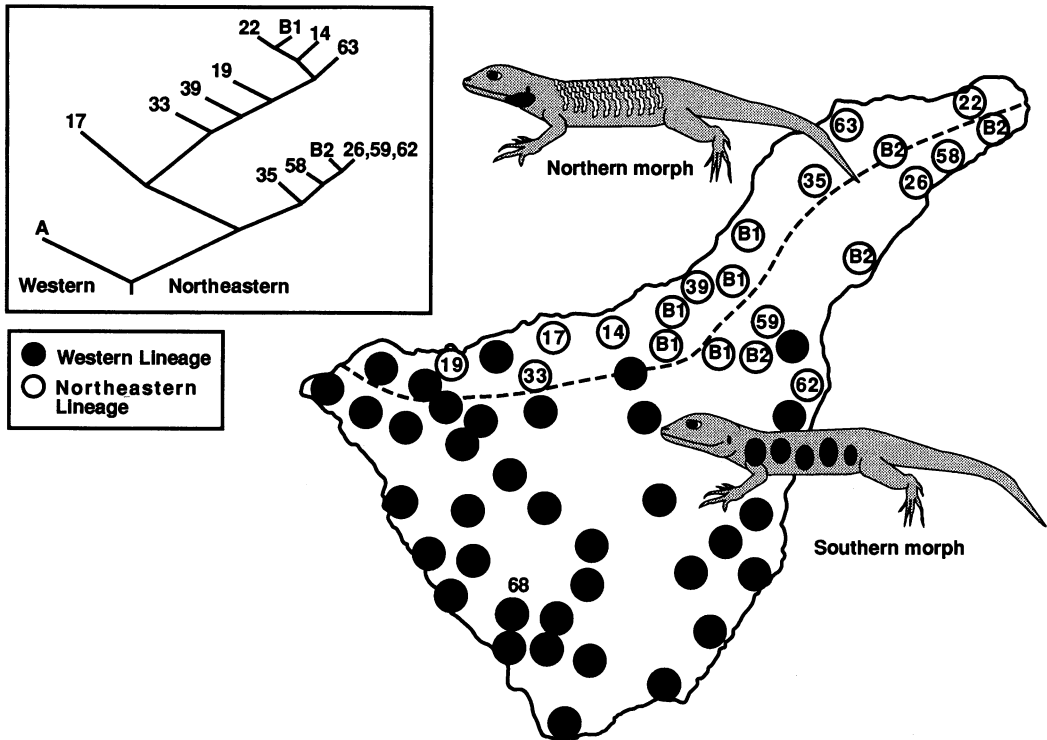 22 B1 14
63
19
39
33
17
B2 26,59,62
58
35
A
Western Northeastern
Western Lineage
Northeastern
Lineage
Northern morph
22
63 B2
B2 58
35 26
B1
B2
39 B1
B1 59
17 14
B1 B1 B2
19 33 62
Southern morph
68